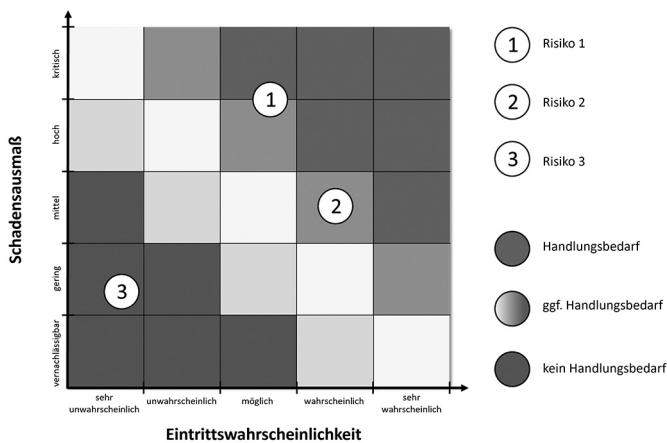 Schadensausmaß
kritisch
hoch
mittel
gering
vernachlässigbar
1
2
3
sehr
unwahrscheinlich
unwahrscheinlich
möglich
wahrscheinlich
sehr
wahrscheinlich
Eintrittswahrscheinlichkeit
1 Risiko 1
2 Risiko 2
3 Risiko 3
Handlungsbedarf
ggf. Handlungsbedarf
kein Handlungsbedarf